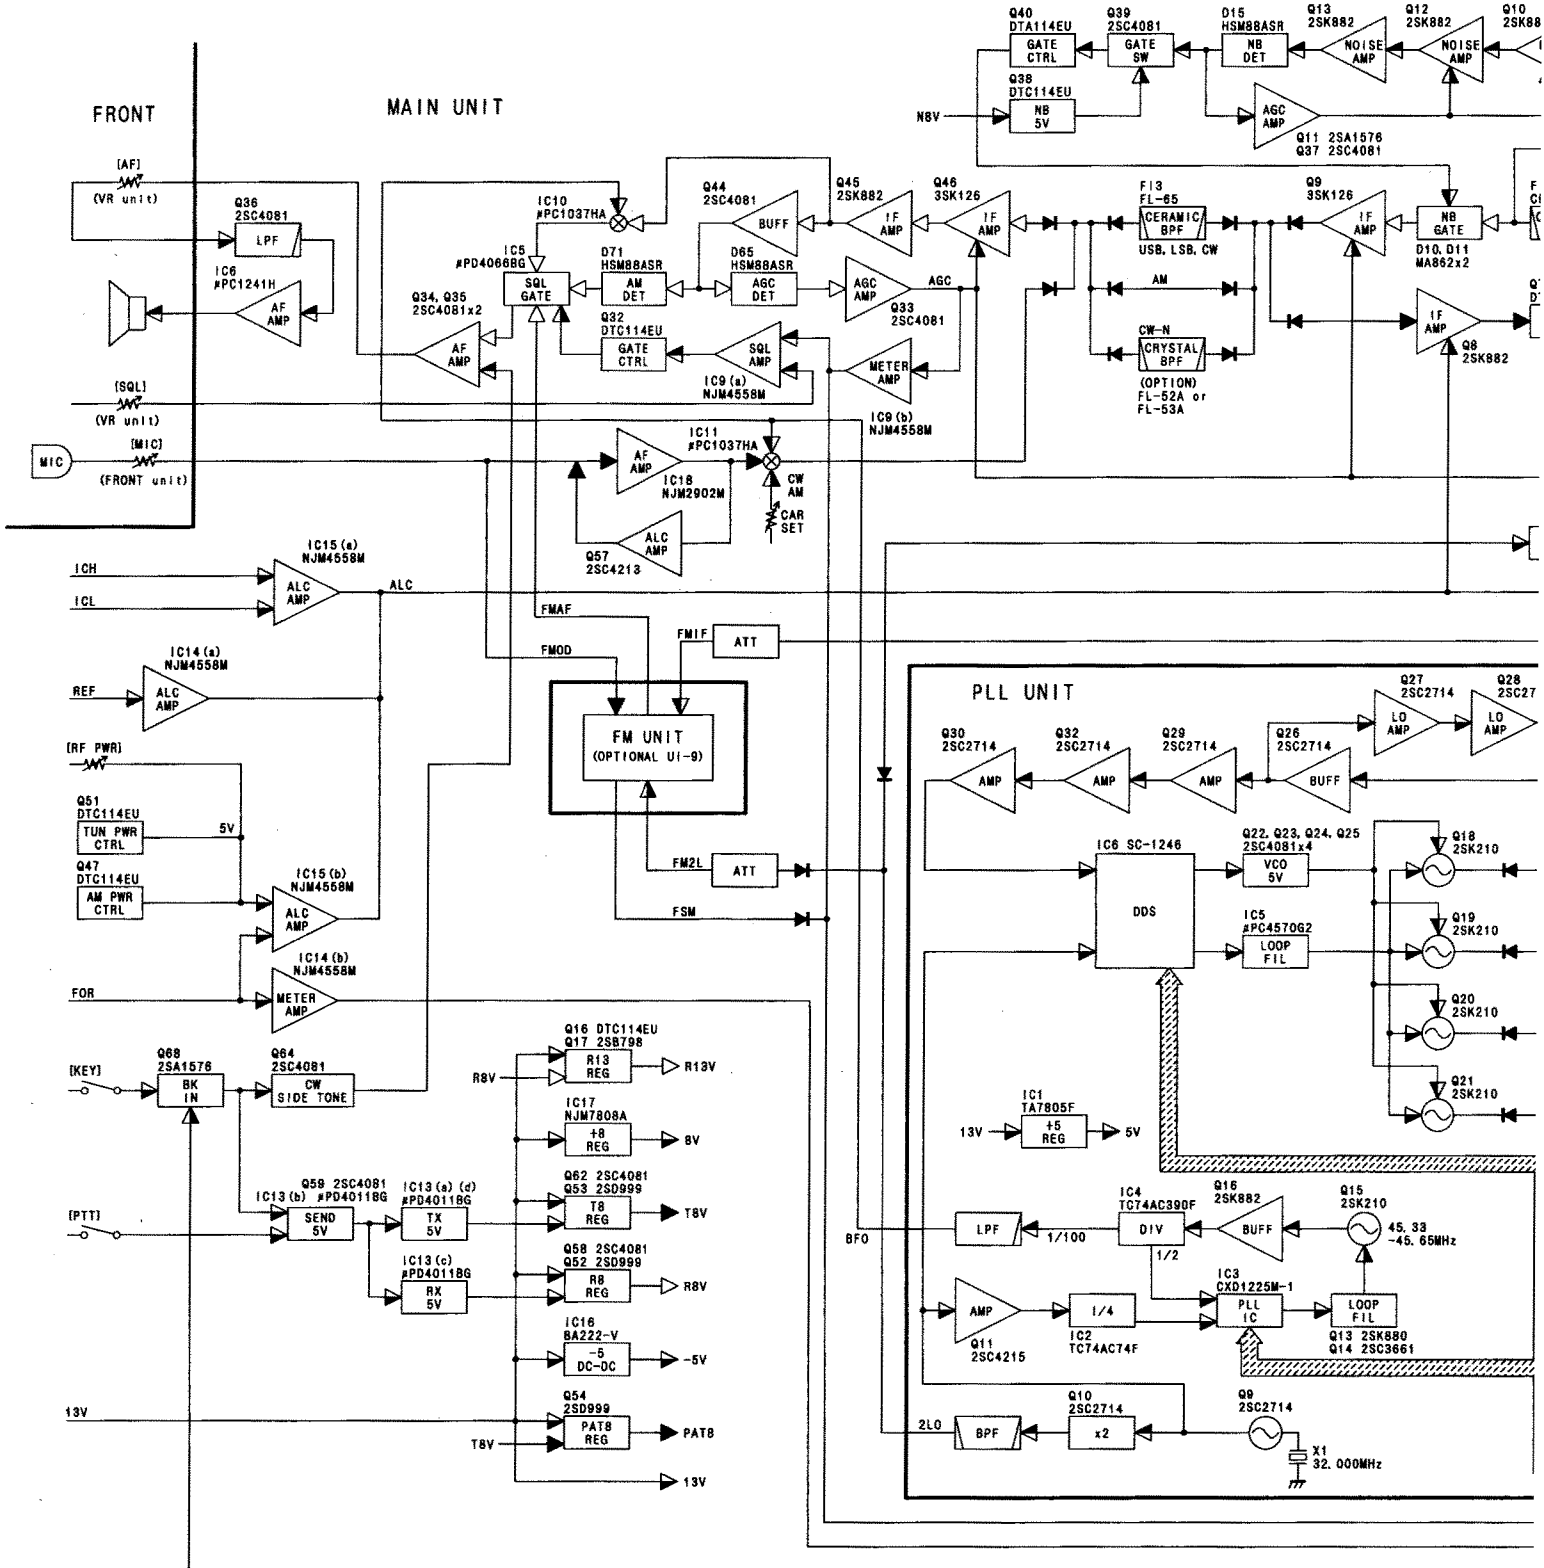 FRONT
MAIN UNIT
[AF]
(VR unit)
Q36
2SC4081
LPF
IC6
μPC1241H
AF
AMP
[SQL]
(VR unit)
MIC
[MIC]
(FRONT unit)
Q34, Q35
2SC4081x2
AF
AMP
IC10
μPC1037HA
IC5
μPD4066BG
SQL
GATE
D71
HSM88ASR
AM
DET
Q32
DTC114EU
GATE
CTRL
Q44
2SC4081
BUFF
D65
HSM88ASR
AGC
DET
SQL
AMP
IC9(a)
NJM4558M
Q45
2SK882
IF
AMP
AGC
AMP
Q33
2SC4081
AGC
METER
AMP
IC9(b)
NJM4558M
Q46
3SK126
IF
AMP
N8V
Q40
DTA114EU
GATE
CTRL
Q38
DTC114EU
NB
5V
Q39
2SC4081
GATE
SW
D15
HSM88ASR
NB
DET
Q13
2SK882
NOISE
AMP
Q12
2SK882
NOISE
AMP
Q10
2SK88
AGC
AMP
Q11 2SA1576
Q37 2SC4081
FI3
FL-65
CERAMIC
BPF
USB, LSB, CW
AM
CW-N
CRYSTAL
BPF
(OPTION)
FL-52A or
FL-53A
Q9
3SK126
IF
AMP
NB
GATE
D10, D11
MA862x2
IF
AMP
Q8
2SK882
AF
AMP
IC18
NJM2902M
ALC
AMP
Q57
2SC4213
IC11
μPC1037HA
CW
AM
CAR
SET
ICH
ICL
IC15(a)
NJM4558M
ALC
AMP
ALC
REF
IC14(a)
NJM4558M
ALC
AMP
[RF PWR]
Q51
DTC114EU
TUN PWR
CTRL
5V
Q47
DTC114EU
AM PWR
CTRL
IC15(b)
NJM4558M
ALC
AMP
FOR
IC14(b)
NJM4558M
METER
AMP
FMAF
FMOD
FMIF
ATT
FM UNIT
(OPTIONAL UI-9)
FM2L
ATT
FSM
[KEY]
Q68
2SA1576
BK
IN
Q64
2SC4081
CW
SIDE TONE
[PTT]
Q59 2SC4081
IC13(b) μPD4011BG
SEND
5V
IC13(a)(d)
μPD4011BG
TX
5V
IC13(c)
μPD4011BG
RX
5V
Q16 DTC114EU
Q17 2SB798
R8V
R13
REG
R13V
IC17
NJM7808A
+8
REG
8V
Q62 2SC4081
Q53 2SD999
T8
REG
T8V
Q58 2SC4081
Q52 2SD999
R8
REG
R8V
IC16
BA222-V
-5
DC-DC
-5V
13V
Q54
2SD999
T8V
PAT8
REG
PAT8
13V
PLL UNIT
Q30
2SC2714
AMP
Q32
2SC2714
AMP
Q29
2SC2714
AMP
Q26
2SC2714
BUFF
Q27
2SC2714
LO
AMP
Q28
2SC27
LO
AMP
IC6 SC-1246
DDS
Q22, Q23, Q24, Q25
2SC4081x4
VCO
5V
IC5
μPC4570G2
LOOP
FIL
Q18
2SK210
Q19
2SK210
Q20
2SK210
Q21
2SK210
IC1
TA7805F
13V
+5
REG
5V
BFO
LPF
1/100
IC4
TC74AC390F
DIV
1/2
Q16
2SK882
BUFF
Q15
2SK210
45.33
-45.65MHz
AMP
Q11
2SC4215
1/4
IC2
TC74AC74F
IC3
CXD1225M-1
PLL
IC
LOOP
FIL
Q13 2SK880
Q14 2SC3661
2LO
BPF
Q10
2SC2714
x2
Q9
2SC2714
X1
32.000MHz